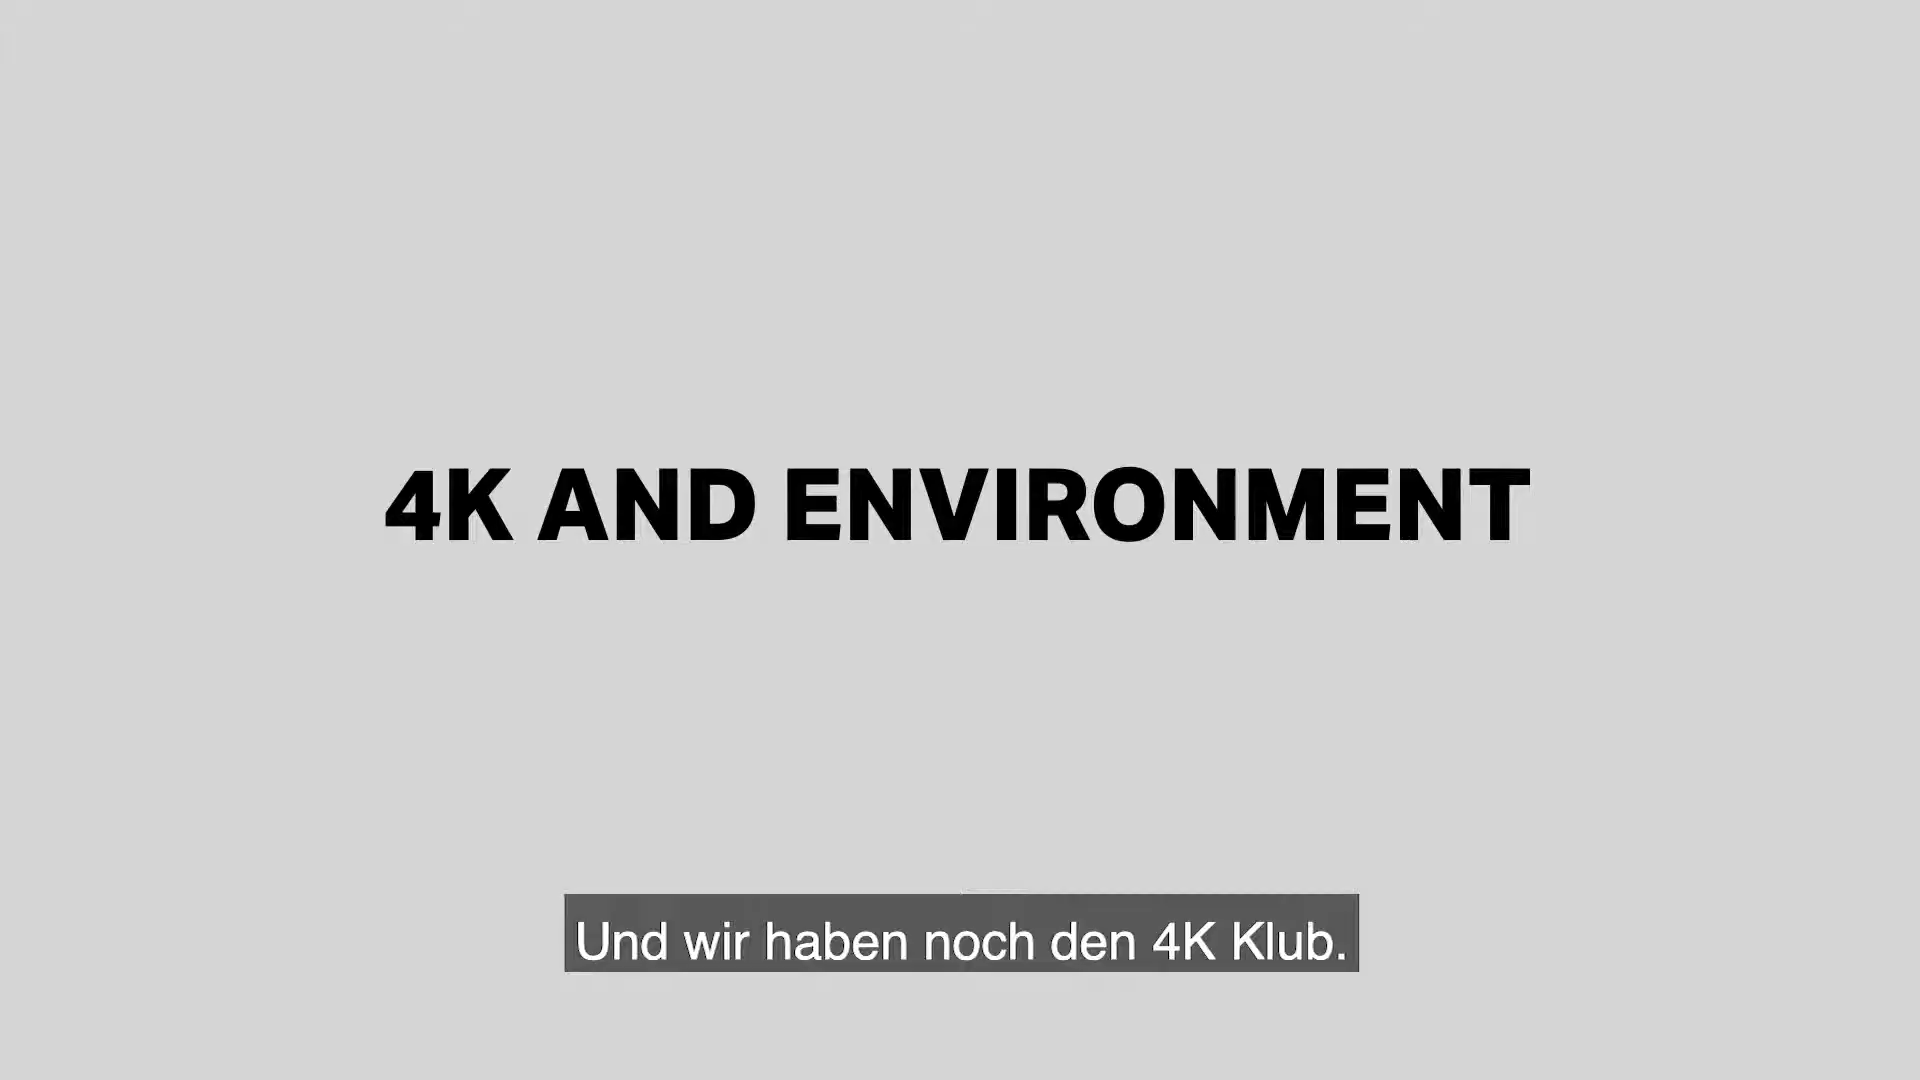 4K AND ENVIRONMENT
Und wir haben noch den 4K Klub.